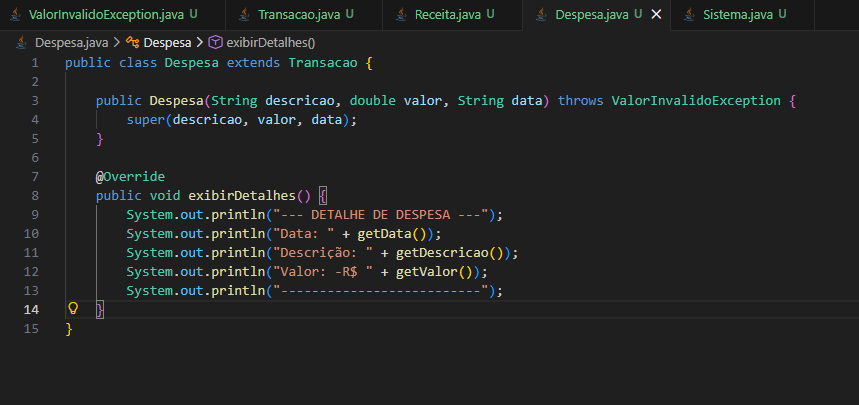 ValorInvalidoException.java U Transacao.java U Receita.java U Despesa.java U Sistema.java U
Despesa.java > Despesa > exibirDetalhes()
1 public class Despesa extends Transacao {
2
3 public Despesa(String descricao, double valor, String data) throws ValorInvalidoException {
4 super(descricao, valor, data);
5 }
6
7 @Override
8 public void exibirDetalhes() {
9 System.out.println("--- DETALHE DE DESPESA ---");
10 System.out.println("Data: " + getData());
11 System.out.println("Descrição: " + getDescricao());
12 System.out.println("Valor: -R$ " + getValor());
13 System.out.println("--------------------------");
14 }
15 }